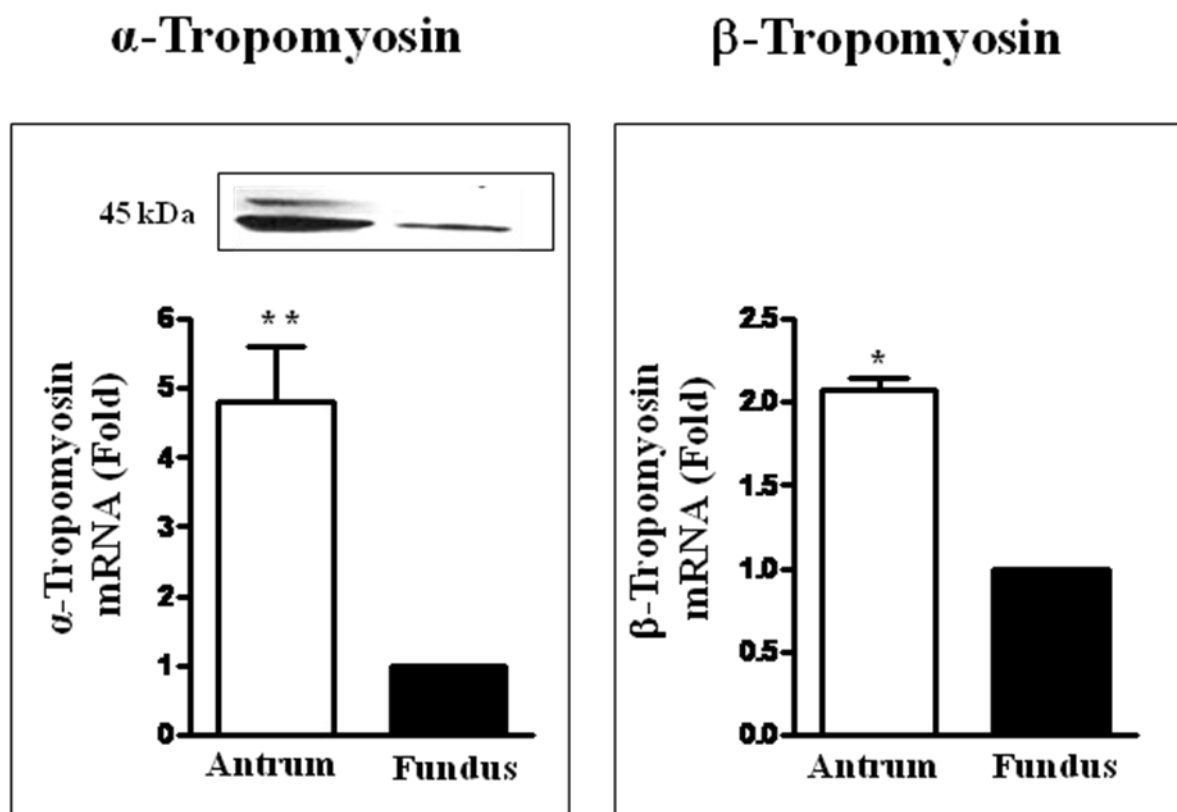 α-Tropomyosin
β-Tropomyosin
45 kDa
α-Tropomyosin
mRNA (Fold)
6
5
4
3
2
1
0
* *
Antrum
Fundus
β-Tropomyosin
mRNA (Fold)
2.5
2.0
1.5
1.0
0.5
0.0
*
Antrum
Fundus